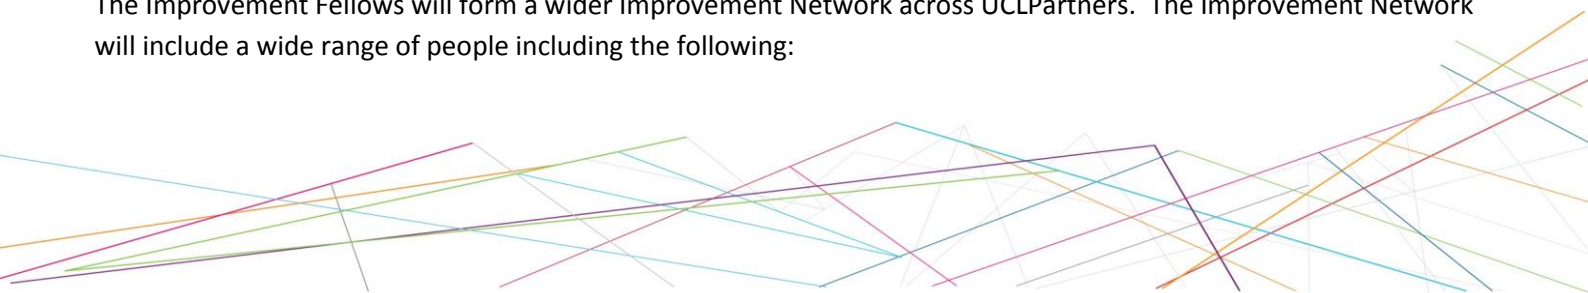 The Improvement Fellows will form a wider Improvement Network across UCLPartners.  The Improvement Network
will include a wide range of people including the following: